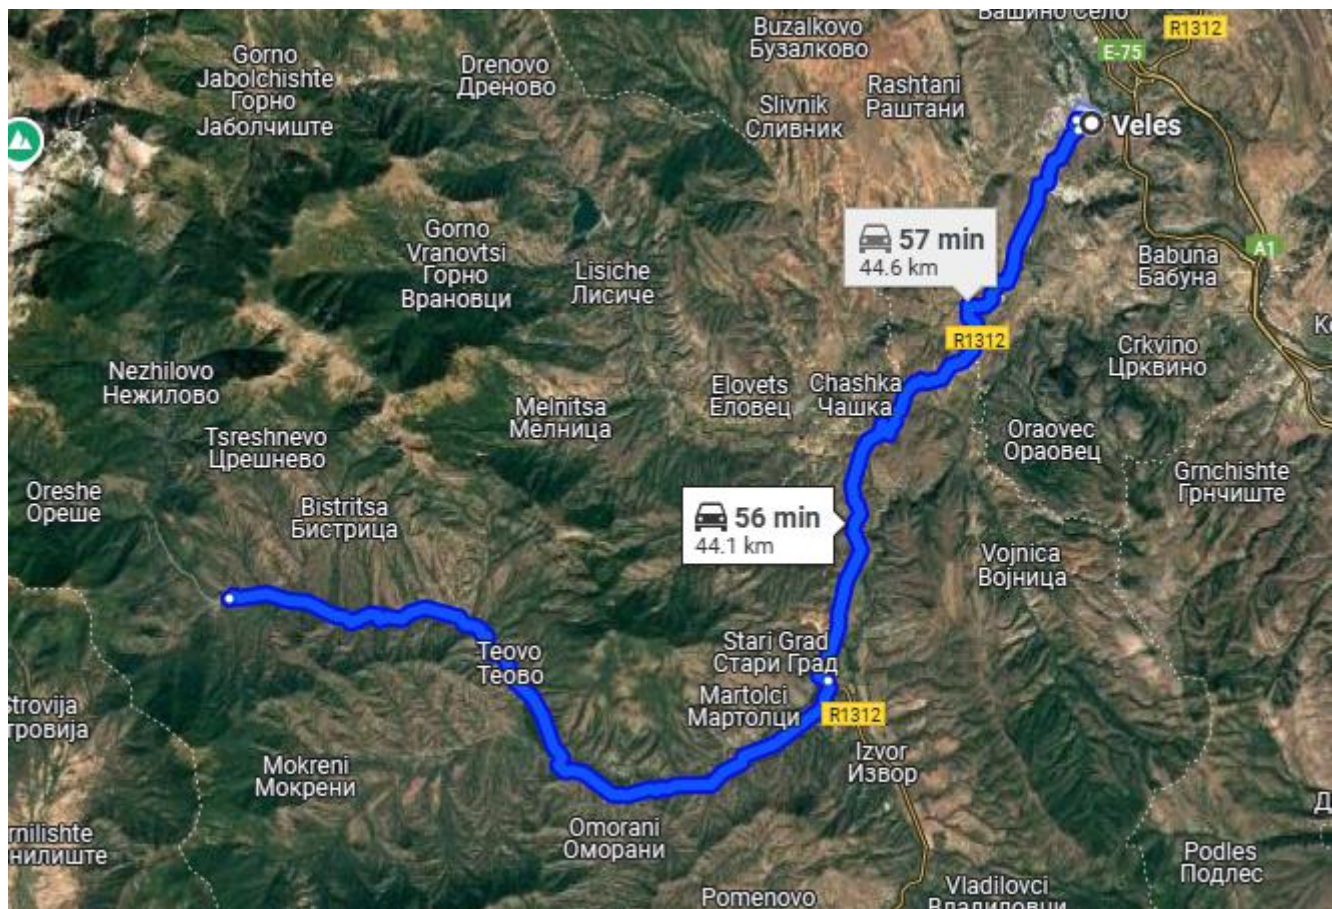 Вашино Село
R1312
Buzalkovo
Бузалково
Gorno
Jabolchishte
Горно
Јаболчиште
Drenovo
Дреново
E-75
Rashtani
Раштани
Slivnik
Сливник
Veles
57 min
44.6 km
Gorno
Vranovtsi
Горно
Врановци
Lisiche
Лисиче
Babuna
Бабуна
A1
R1312
Crkvino
Црквино
Nezhilovo
Нежилово
Elovets
Еловец
Chashka
Чашка
Melnitsa
Мелница
Tsreshnevo
Црешнево
Oraovec
Ораовец
Grnchishte
Грнчиште
Oreshe
Ореше
Bistritsa
Бистрица
56 min
44.1 km
Vojnica
Војница
Teovo
Теово
Stari Grad
Стари Град
Martolci
Мартолци
R1312
Izvor
Извор
Mokreni
Мокрени
Omorani
Оморани
Podles
Подлес
Pomenovo
Vladilovci
Владиловци